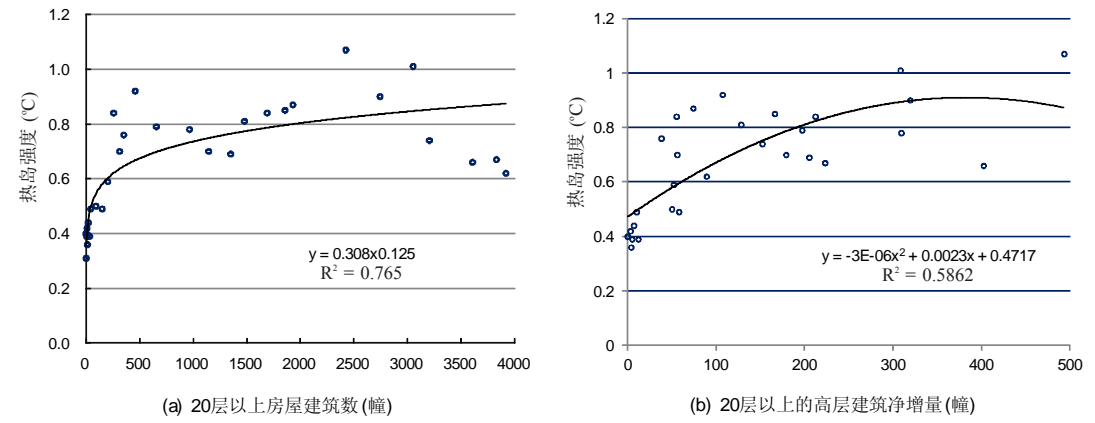 1.2
1.0
0.8
0.6
0.4
0.2
0.0
热岛强度 (℃)
y = 0.308x0.125
R² = 0.765
0 500 1000 1500 2000 2500 3000 3500 4000
(a) 20层以上房屋建筑数(幢)
1.2
1
0.8
0.6
0.4
0.2
0
热岛强度 (℃)
y = -3E-06x² + 0.0023x + 0.4717
R² = 0.5862
0 100 200 300 400 500
(b) 20层以上的高层建筑净增量(幢)